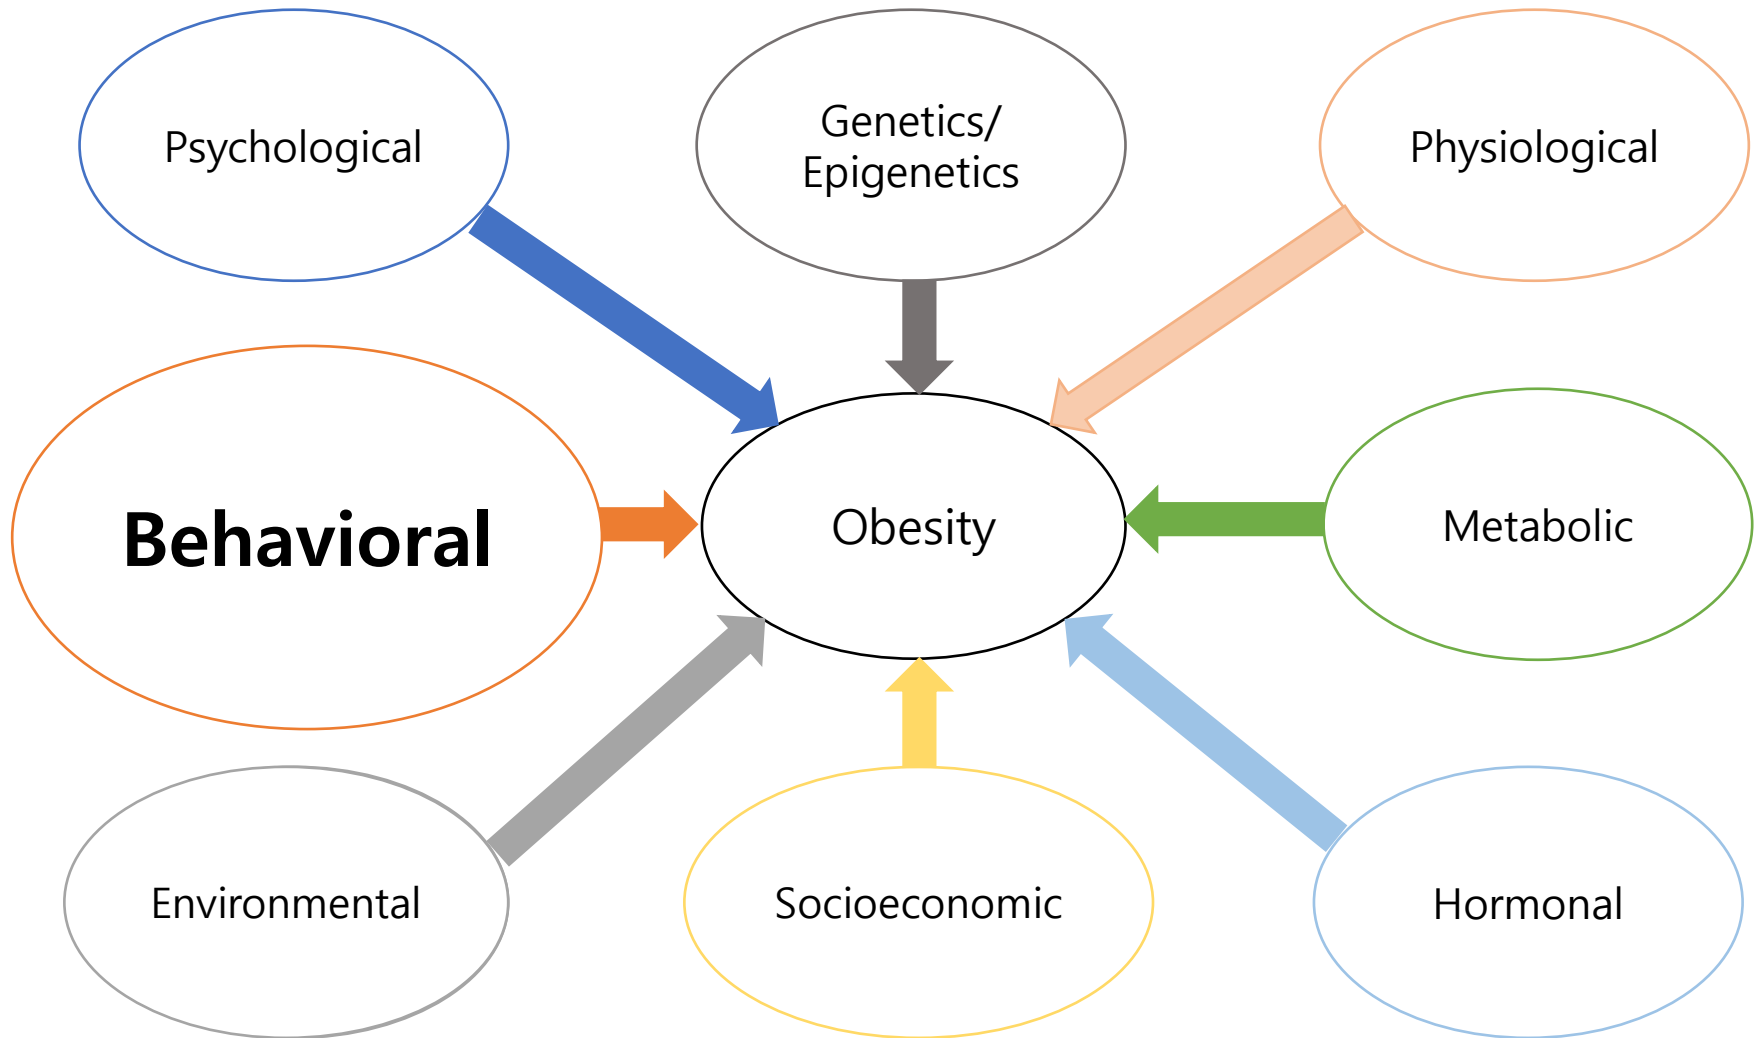 Psychological
Genetics/
Epigenetics
Physiological
Behavioral
Obesity
Metabolic
Environmental
Socioeconomic
Hormonal